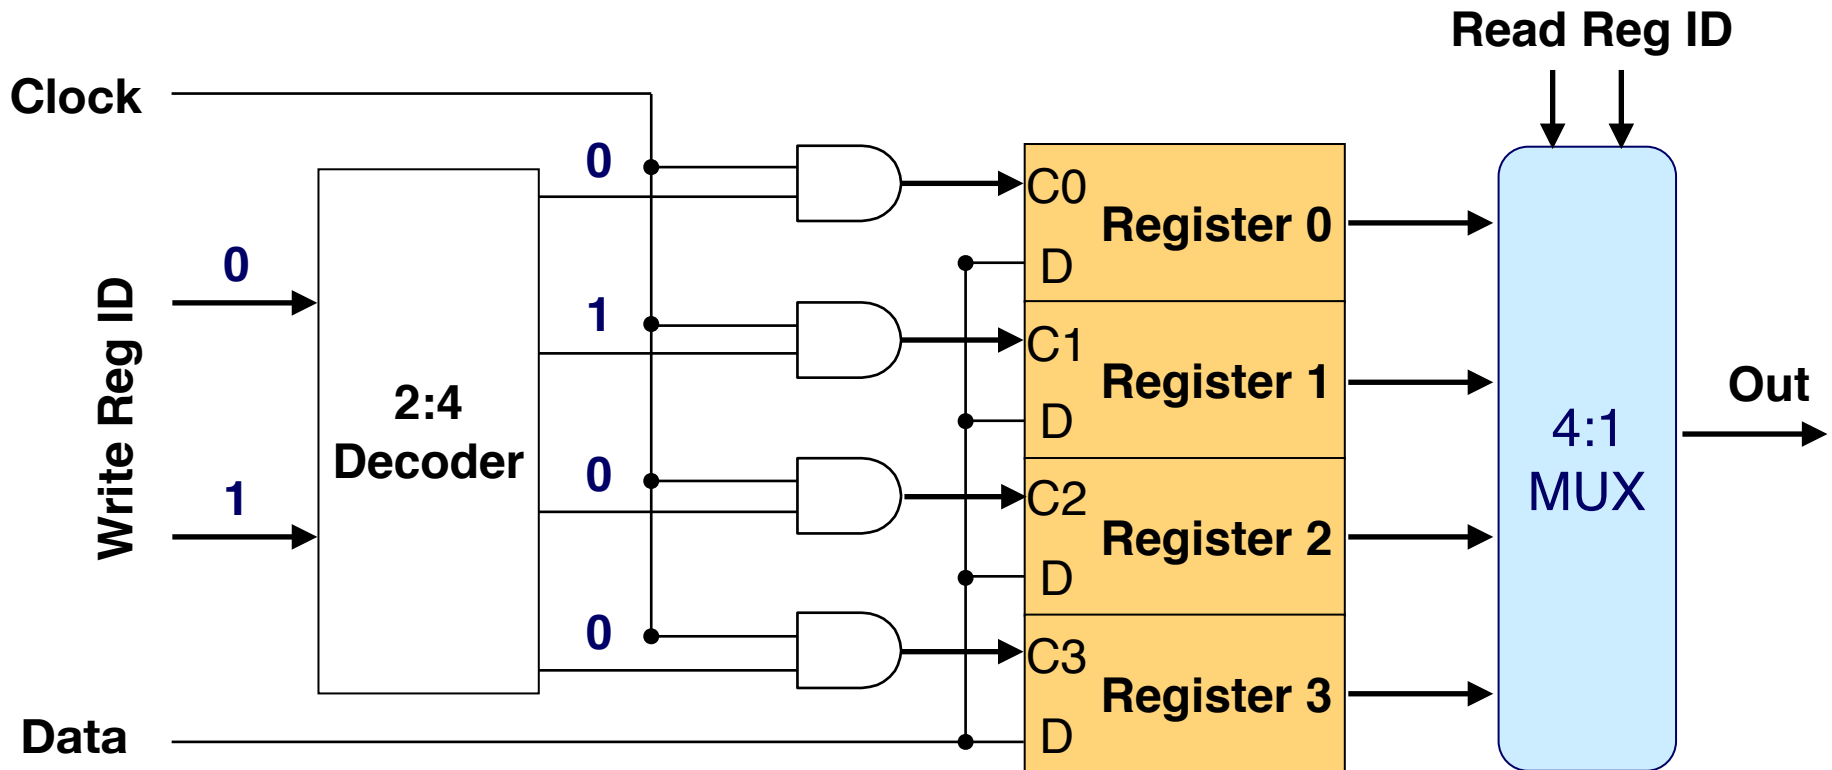 Read Reg ID
Clock
0
C0
Register 0
D
0
1
C1
Register 1
D
Write Reg ID
2:4
Decoder
Out
4:1
MUX
1
0
C2
Register 2
D
0
C3
Register 3
Data
D